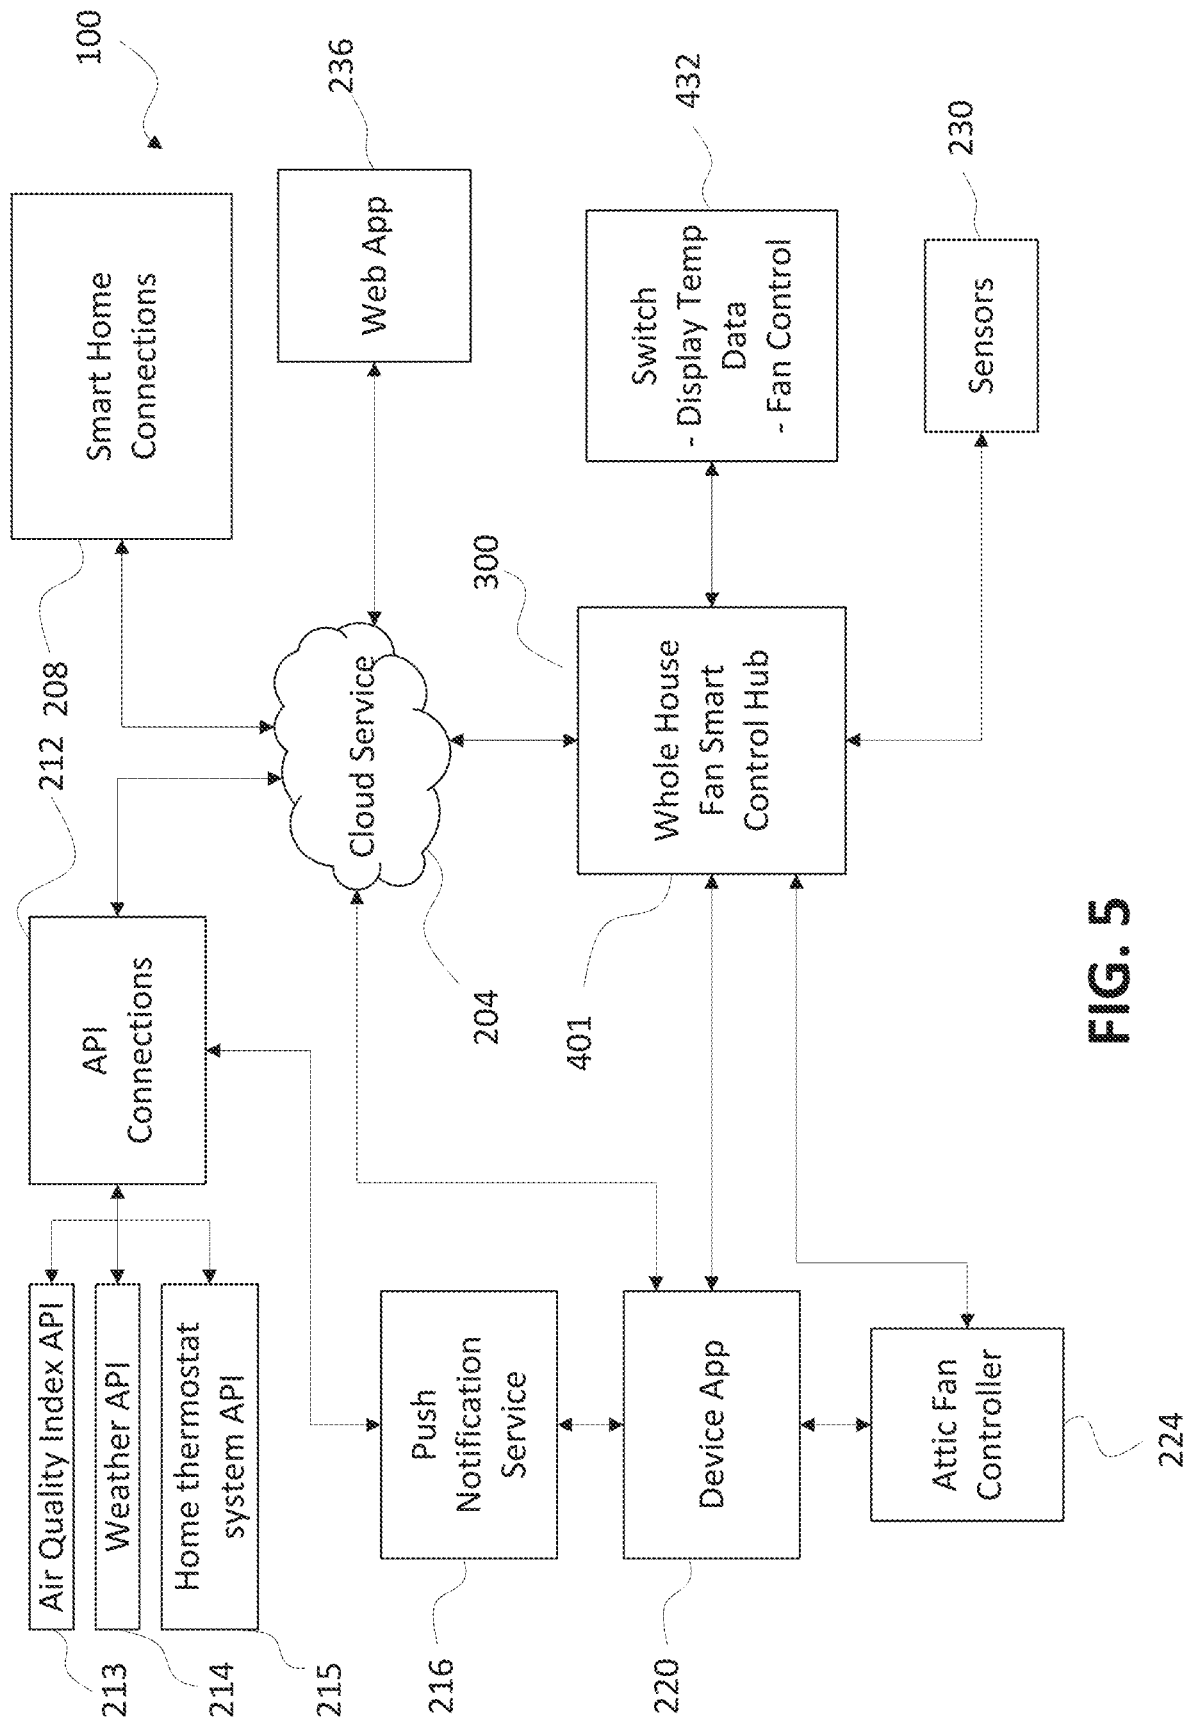 100
213
Air Quality Index API
214
Weather API
215
Home thermostat
system API
API
Connections
212
208
Smart Home
Connections
216
Push
Notification
Service
Cloud Service
204
Web App
236
220
Device App
401
Whole House
Fan Smart
Control Hub
300
Switch
- Display Temp
Data
- Fan Control
432
Attic Fan
Controller
224
Sensors
230
FIG. 5